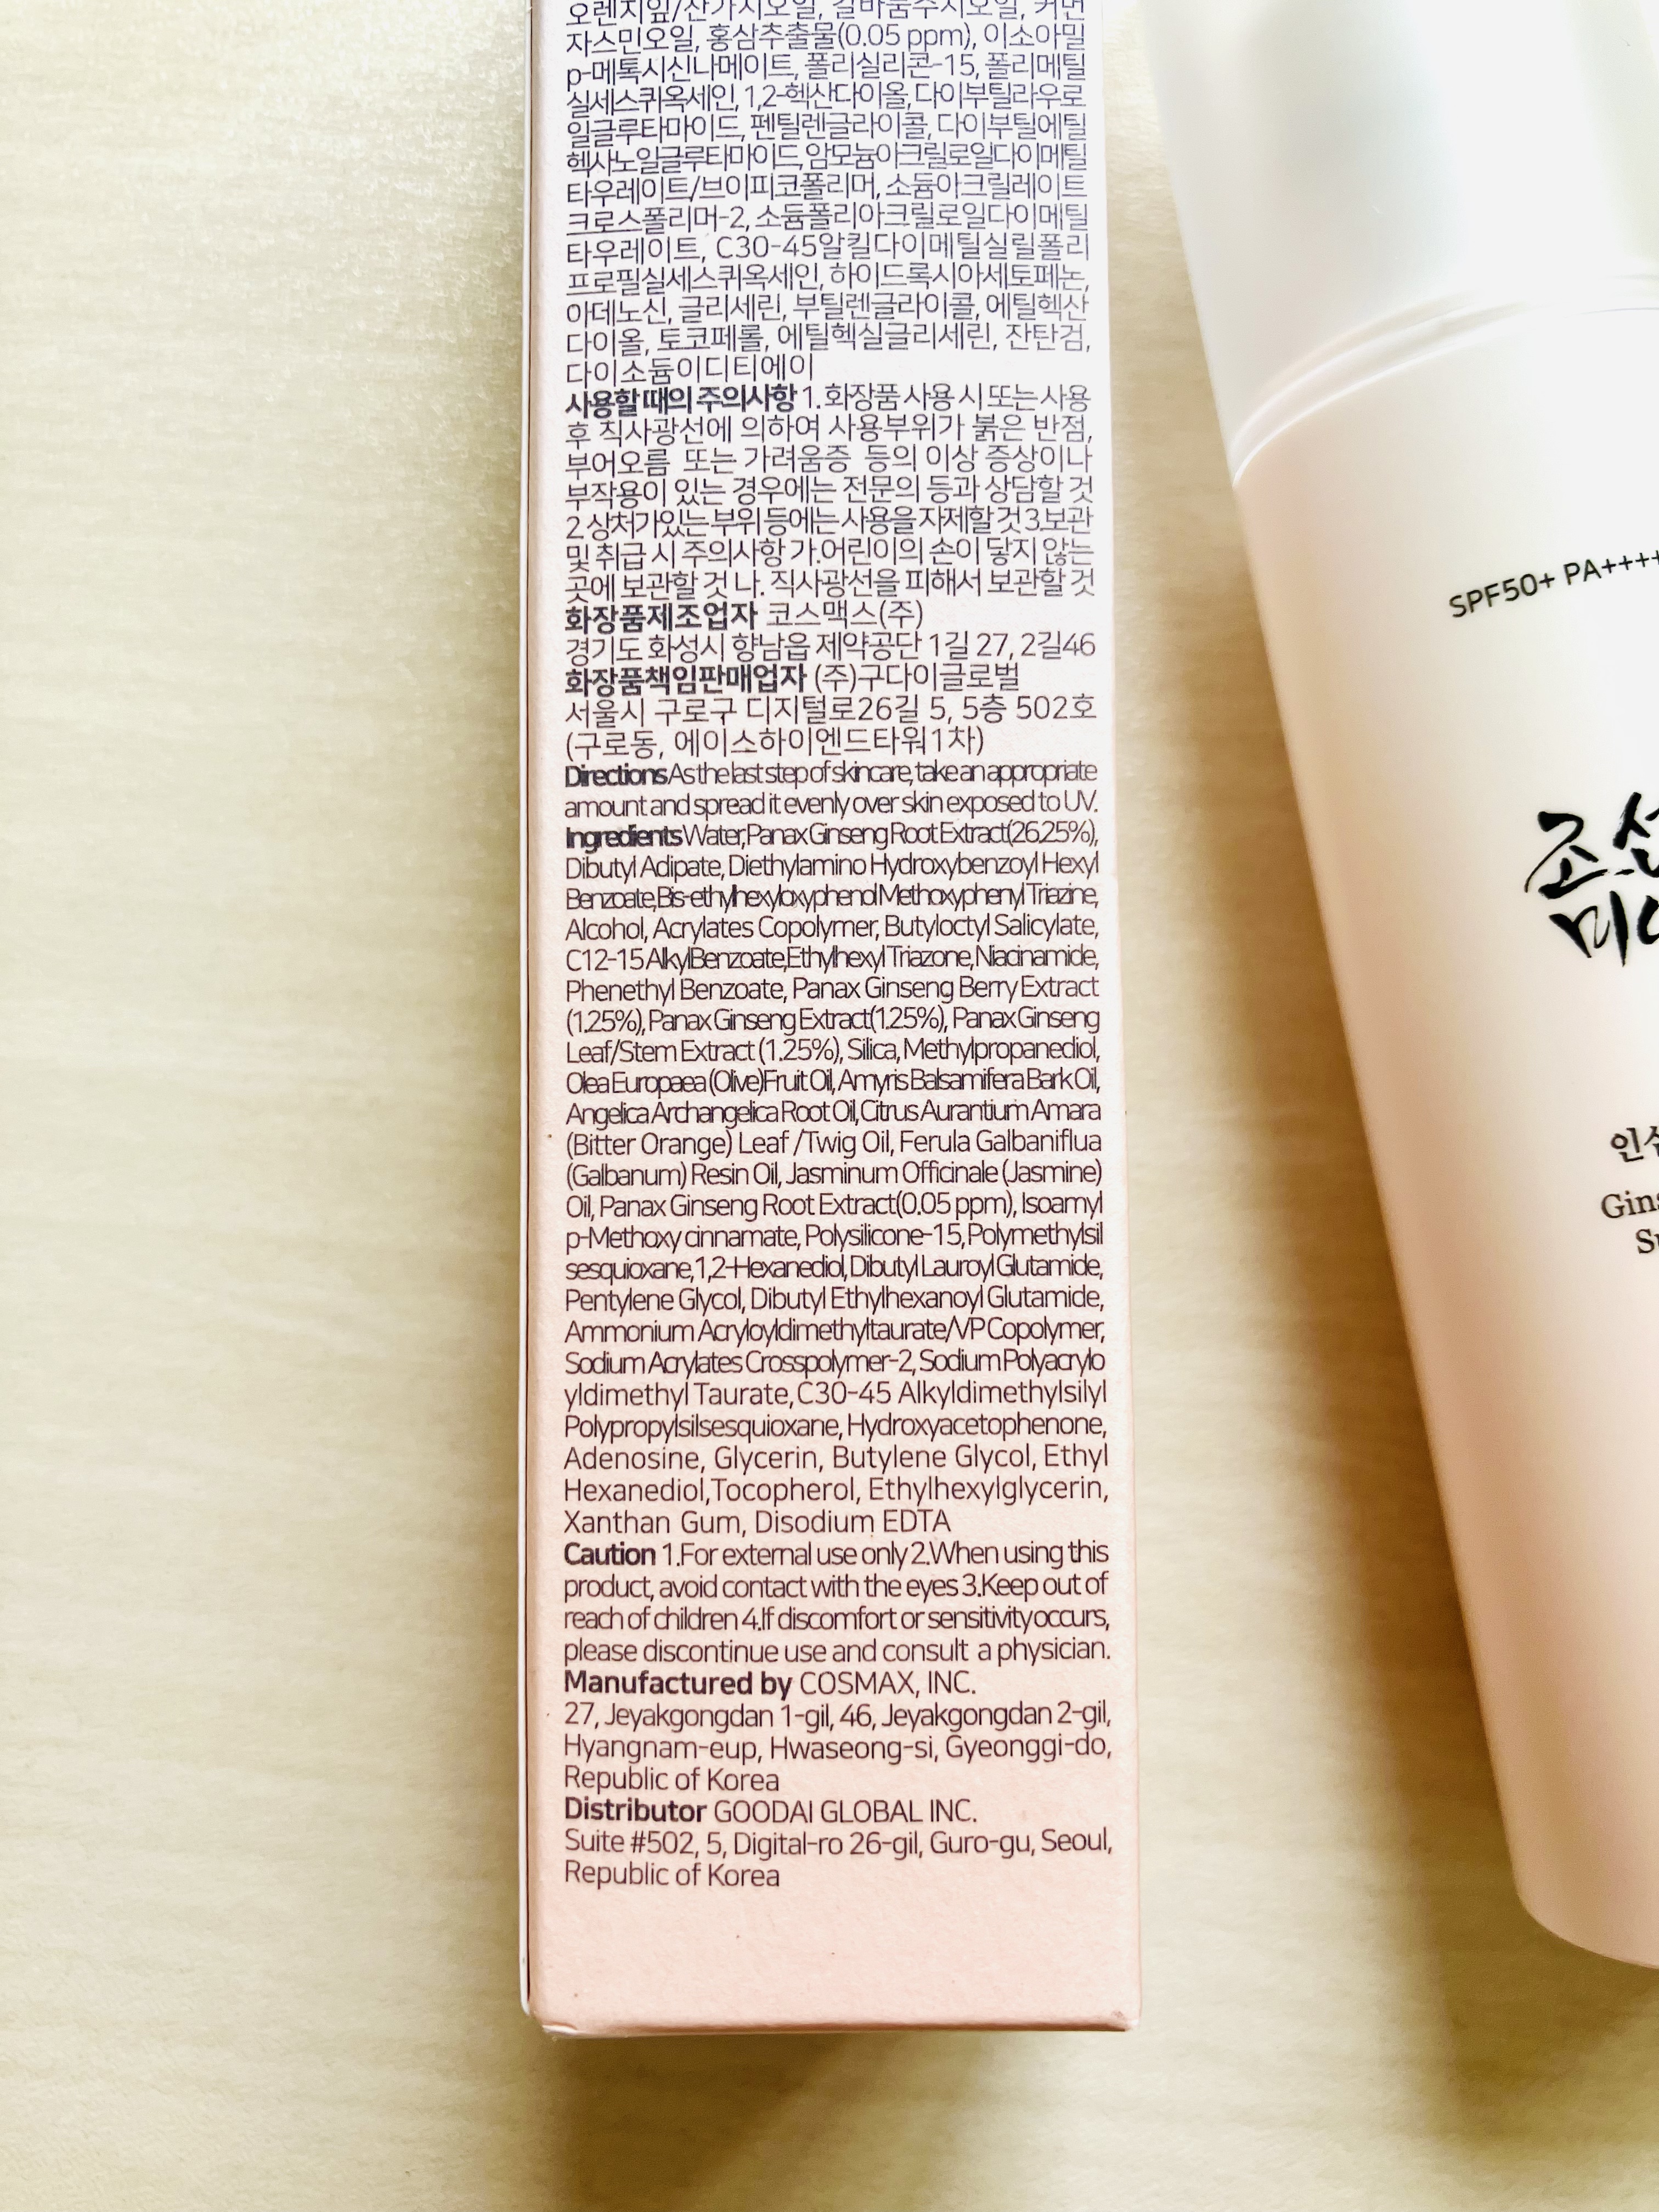 오렌지잎/잔가지오일, 갈바눔수지오일, 커먼
자스민오일, 홍삼추출물(0.05 ppm), 이소아밀
p-메톡시신나메이트, 폴리실리콘-15, 폴리메틸
실세스퀴옥세인, 1,2-헥산다이올, 다이부틸라우로
일글루타마이드, 펜틸렌글라이콜, 다이부틸에틸
헥사노일글루타마이드, 암모늄아크릴로일다이메틸
타우레이트/브이피코폴리머, 소듐아크릴레이트
크로스폴리머-2, 소듐폴리아크릴로일다이메틸
타우레이트, C30-45알킬다이메틸실릴폴리
프로필실세스퀴옥세인, 하이드록시아세토페논,
아데노신, 글리세린, 부틸렌글라이콜, 에틸헥산
다이올, 토코페롤, 에틸헥실글리세린, 잔탄검,
다이소듐이디티에이
사용할 때의 주의사항 1. 화장품 사용 시 또는 사용
후 직사광선에 의하여 사용부위가 붉은 반점,
부어오름 또는 가려움증 등의 이상 증상이나
부작용이 있는 경우에는 전문의 등과 상담할 것
2.상처가 있는 부위 등에는 사용을 자제할 것 3.보관
및 취급 시 주의사항 가.어린이의 손이 닿지 않는
곳에 보관할 것 나. 직사광선을 피해서 보관할 것
화장품제조업자 코스맥스(주)
경기도 화성시 향남읍 제약공단 1길 27, 2길46
화장품책임판매업자 (주)구다이글로벌
서울시 구로구 디지털로26길 5, 5층 502호
(구로동, 에이스하이엔드타워1차)
Directions As the last step of skincare, take an appropriate
amount and spread it evenly over skin exposed to UV.
Ingredients Water, Panax Ginseng Root Extract(26.25%),
Dibutyl Adipate, Diethylamino Hydroxybenzoyl Hexyl
Benzoate, Bis-ethylhexyloxyphenol Methoxyphenyl Triazine,
Alcohol, Acrylates Copolymer, Butyloctyl Salicylate,
C12-15 Alkyl Benzoate, Ethylhexyl Triazone, Niacinamide,
Phenethyl Benzoate, Panax Ginseng Berry Extract
(1.25%), Panax Ginseng Extract(1.25%), Panax Ginseng
Leaf/Stem Extract (1.25%), Silica, Methylpropanediol,
Olea Europaea (Olive)Fruit Oil, Amyris Balsamifera Bark Oil,
Angelica Archangelica Root Oil, Citrus Aurantium Amara
(Bitter Orange) Leaf /Twig Oil, Ferula Galbaniflua
(Galbanum) Resin Oil, Jasminum Officinale (Jasmine)
Oil, Panax Ginseng Root Extract(0.05 ppm), Isoamyl
p-Methoxy cinnamate, Polysilicone-15, Polymethylsil
sesquioxane,1,2-Hexanediol, Dibutyl Lauroyl Glutamide,
Pentylene Glycol, Dibutyl Ethylhexanoyl Glutamide,
Ammonium Acryloyldimethyltaurate/VP Copolymer,
Sodium Acrylates Crosspolymer-2, Sodium Polyacrylo
yldimethyl Taurate, C30-45 Alkyldimethylsilyl
Polypropylsilsesquioxane, Hydroxyacetophenone,
Adenosine, Glycerin, Butylene Glycol, Ethyl
Hexanediol, Tocopherol, Ethylhexylglycerin,
Xanthan Gum, Disodium EDTA
Caution 1.For external use only 2.When using this
product, avoid contact with the eyes 3.Keep out of
reach of children 4.If discomfort or sensitivity occurs,
please discontinue use and consult a physician.
Manufactured by COSMAX, INC.
27, Jeyakgongdan 1-gil, 46, Jeyakgongdan 2-gil,
Hyangnam-eup, Hwaseong-si, Gyeonggi-do,
Republic of Korea
Distributor GOODAI GLOBAL INC.
Suite #502, 5, Digital-ro 26-gil, Guro-gu, Seoul,
Republic of Korea
SPF50+ PA++++
조선